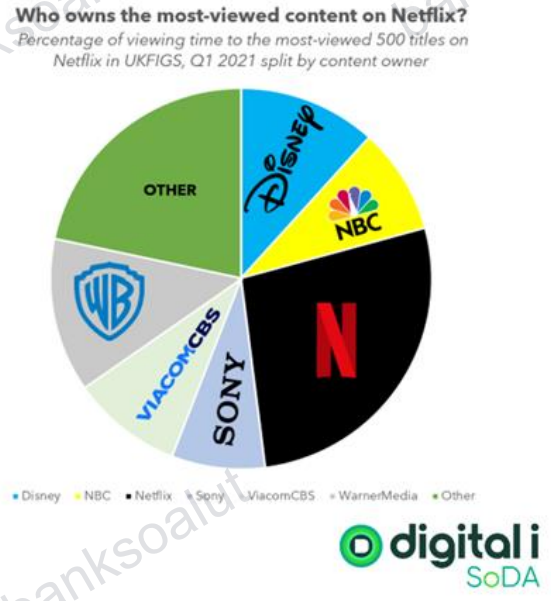 Who owns the most-viewed content on Netflix?
Percentage of viewing time to the most-viewed 500 titles on
Netflix in UKFIGS, Q1 2021 split by content owner
DISNEY
OTHER
NBC
WB
N
VIACOMCBS
SONY
Disney NBC Netflix Sony ViacomCBS WarnerMedia Other
digital i
SoDA